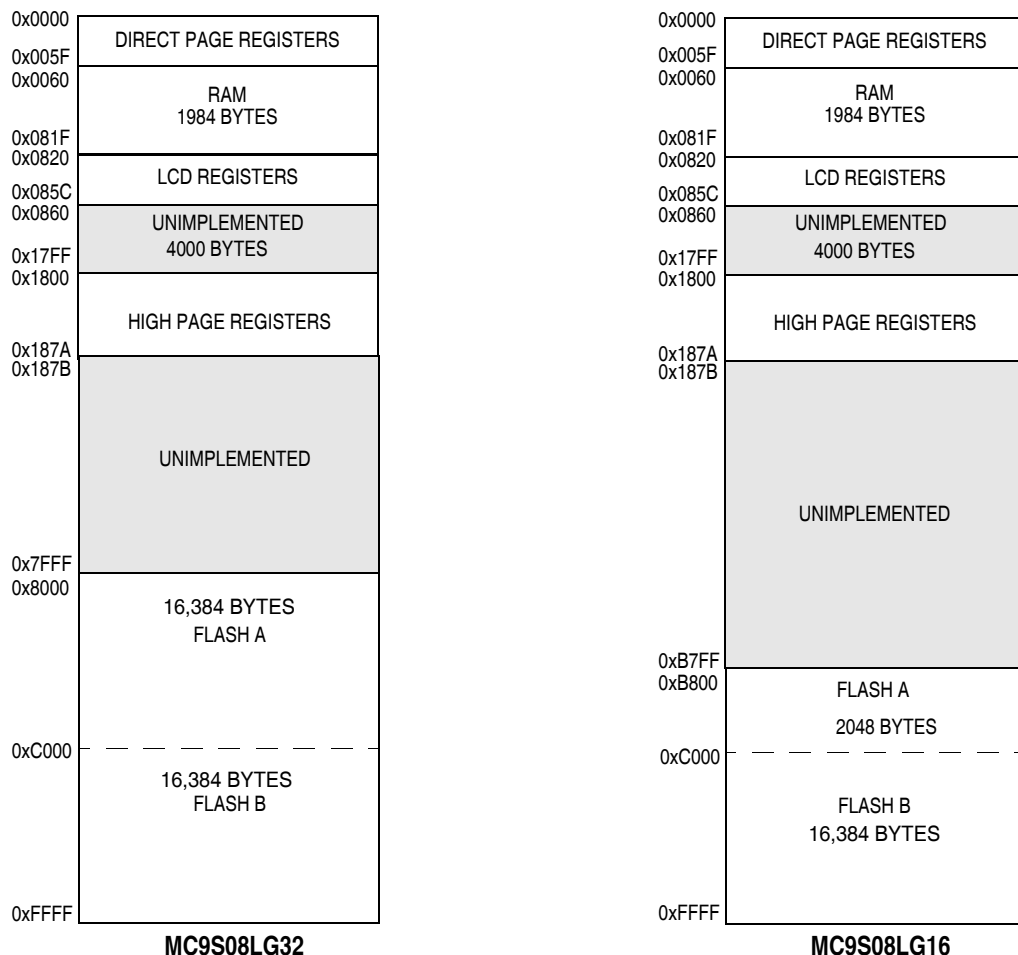 0x0000
DIRECT PAGE REGISTERS
0x005F
0x0060
RAM
1984 BYTES
0x081F
0x0820
LCD REGISTERS
0x085C
0x0860
UNIMPLEMENTED
4000 BYTES
0x17FF
0x1800
HIGH PAGE REGISTERS
0x187A
0x187B
UNIMPLEMENTED
0x7FFF
0x8000
16,384 BYTES
FLASH A
0xC000
16,384 BYTES
FLASH B
0xFFFF
MC9S08LG32
0x0000
DIRECT PAGE REGISTERS
0x005F
0x0060
RAM
1984 BYTES
0x081F
0x0820
LCD REGISTERS
0x085C
0x0860
UNIMPLEMENTED
4000 BYTES
0x17FF
0x1800
HIGH PAGE REGISTERS
0x187A
0x187B
UNIMPLEMENTED
0xB7FF
0xB800
FLASH A
2048 BYTES
0xC000
FLASH B
16,384 BYTES
0xFFFF
MC9S08LG16